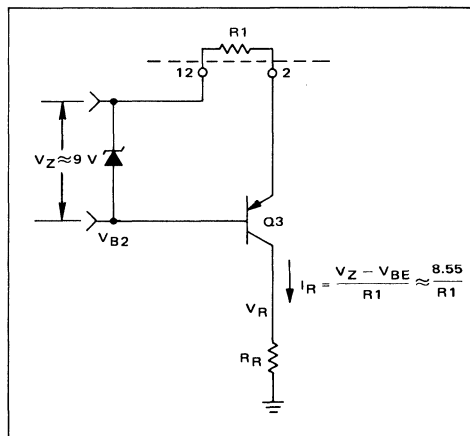 R1
12
2
VZ ≈ 9 V
VB2
Q3
IR = VZ − VBE / R1 ≈ 8.55 / R1
VR
RR